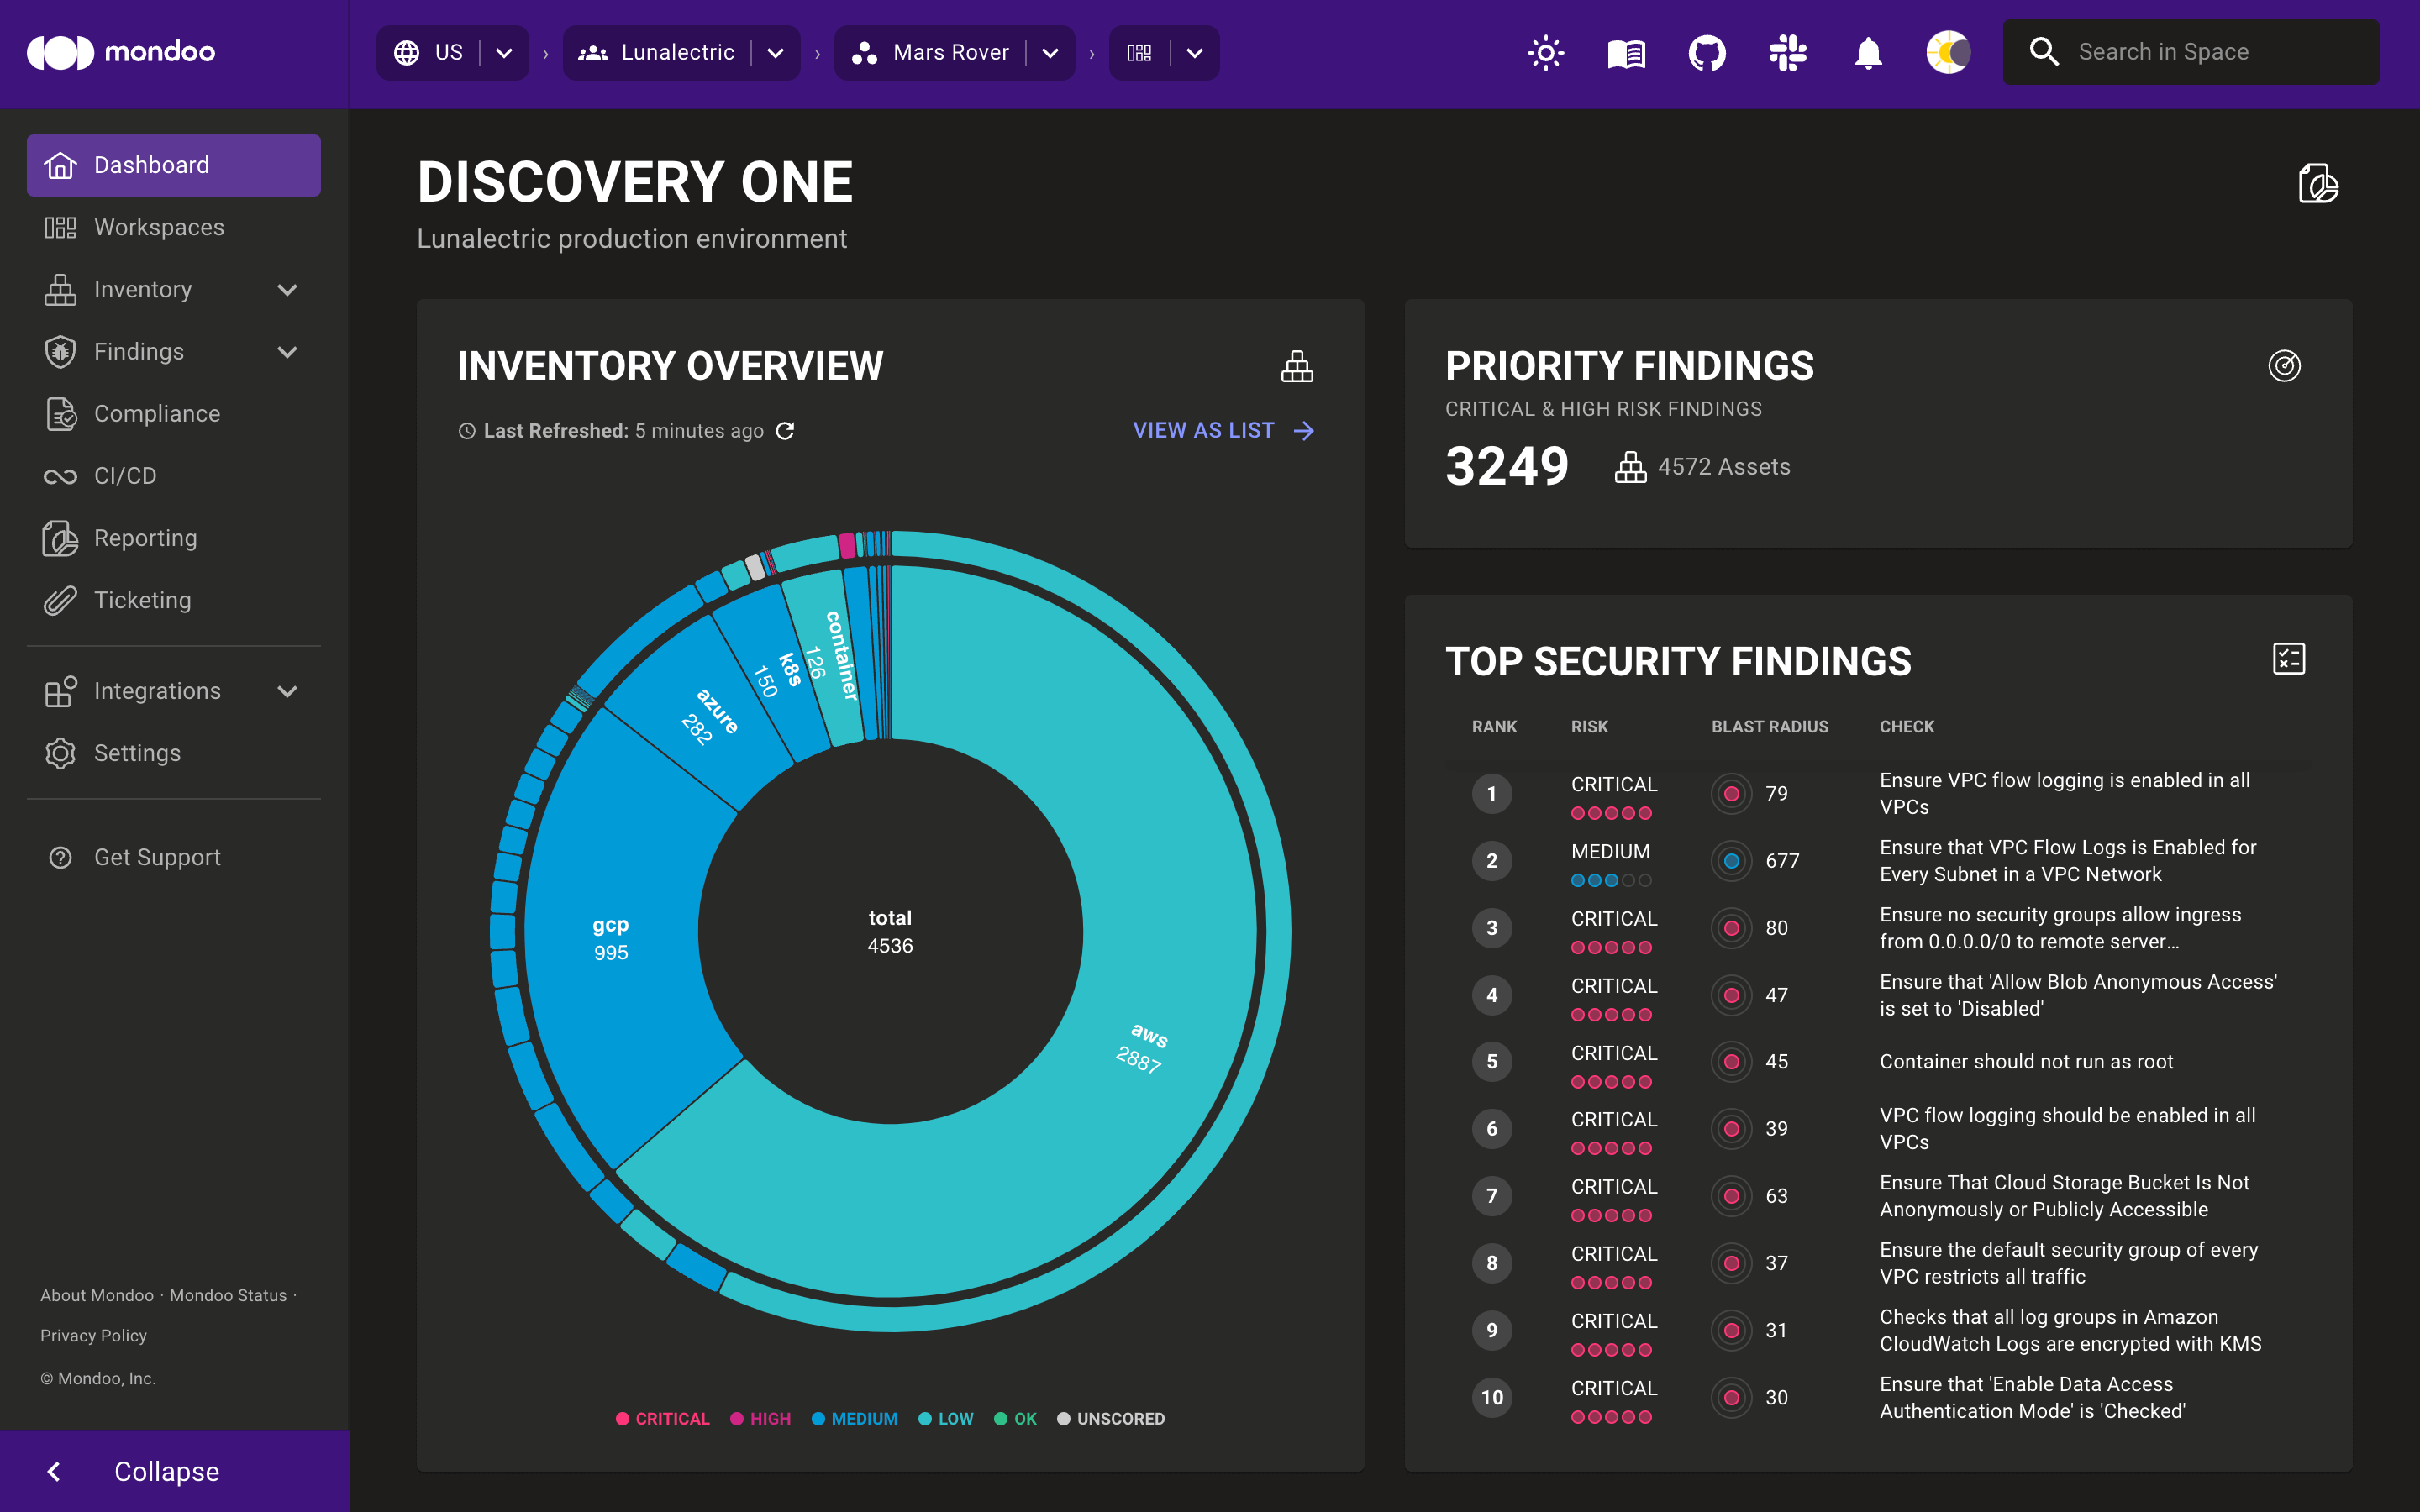 mondoo
US
Lunalectric
Mars Rover
Search in Space
Dashboard
Workspaces
Inventory
Findings
Compliance
CI/CD
Reporting
Ticketing
Integrations
Settings
Get Support
About Mondoo · Mondoo Status ·
Privacy Policy
© Mondoo, Inc.
Collapse
DISCOVERY ONE
Lunalectric production environment
INVENTORY OVERVIEW
Last Refreshed: 5 minutes ago
VIEW AS LIST
container
126
k8s
150
azure
282
gcp
995
total
4536
aws
2887
CRITICAL HIGH MEDIUM LOW OK UNSCORED
PRIORITY FINDINGS
CRITICAL & HIGH RISK FINDINGS
3249 4572 Assets
TOP SECURITY FINDINGS
RANK RISK BLAST RADIUS CHECK
1 CRITICAL 79 Ensure VPC flow logging is enabled in all
VPCs
2 MEDIUM 677 Ensure that VPC Flow Logs is Enabled for
Every Subnet in a VPC Network
3 CRITICAL 80 Ensure no security groups allow ingress
from 0.0.0.0/0 to remote server…
4 CRITICAL 47 Ensure that 'Allow Blob Anonymous Access'
is set to 'Disabled'
5 CRITICAL 45 Container should not run as root
6 CRITICAL 39 VPC flow logging should be enabled in all
VPCs
7 CRITICAL 63 Ensure That Cloud Storage Bucket Is Not
Anonymously or Publicly Accessible
8 CRITICAL 37 Ensure the default security group of every
VPC restricts all traffic
9 CRITICAL 31 Checks that all log groups in Amazon
CloudWatch Logs are encrypted with KMS
10 CRITICAL 30 Ensure that 'Enable Data Access
Authentication Mode' is 'Checked'